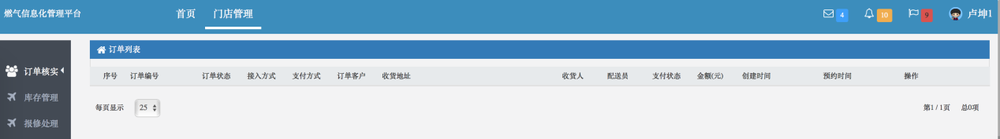 燃气信息化管理平台 首页 门店管理 4 10 9 卢坤1
订单列表
订单核实
序号 订单编号 订单状态 接入方式 支付方式 订单客户 收货地址 收货人 配送员 支付状态 金额(元) 创建时间 预约时间 操作
库存管理
每页显示 25 第1/1页 总0项
报修处理